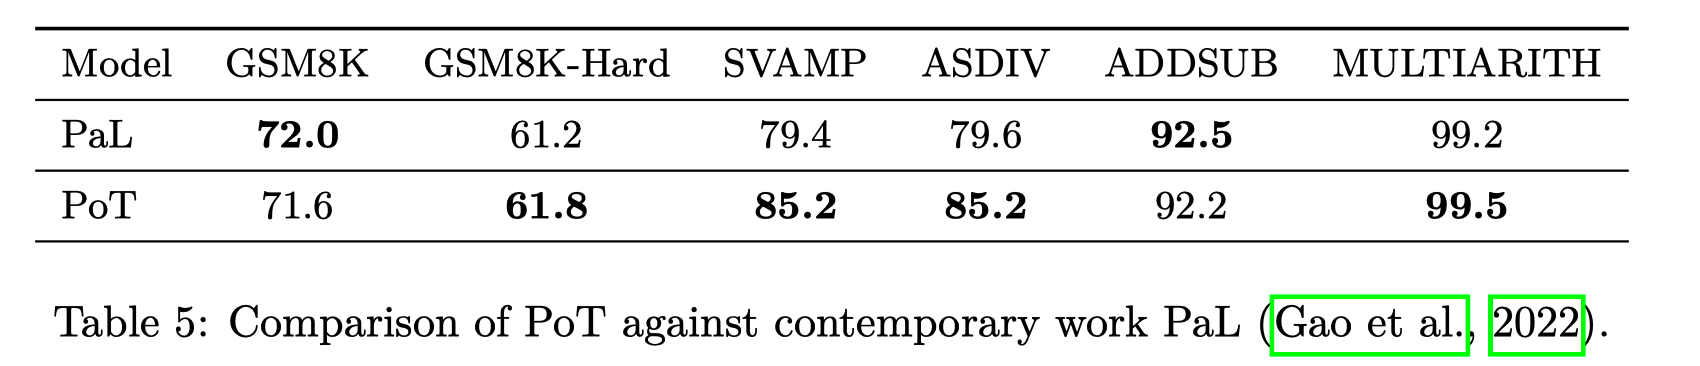 Model GSM8K GSM8K-Hard SVAMP ASDIV ADDSUB MULTIARITH
PaL 72.0 61.2 79.4 79.6 92.5 99.2
PoT 71.6 61.8 85.2 85.2 92.2 99.5
Table 5: Comparison of PoT against contemporary work PaL (Gao et al., 2022).